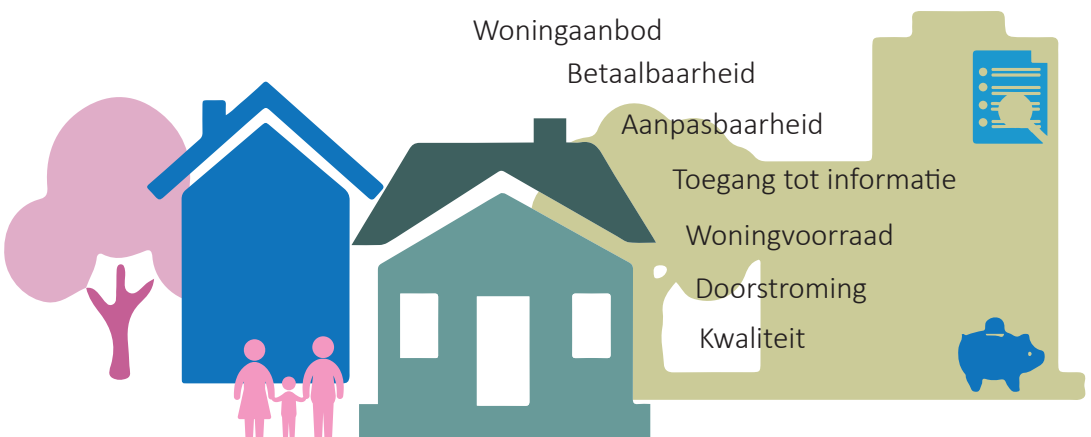 Woningaanbod
Betaalbaarheid
Aanpasbaarheid
Toegang tot informatie
Woningvoorraad
Doorstroming
Kwaliteit